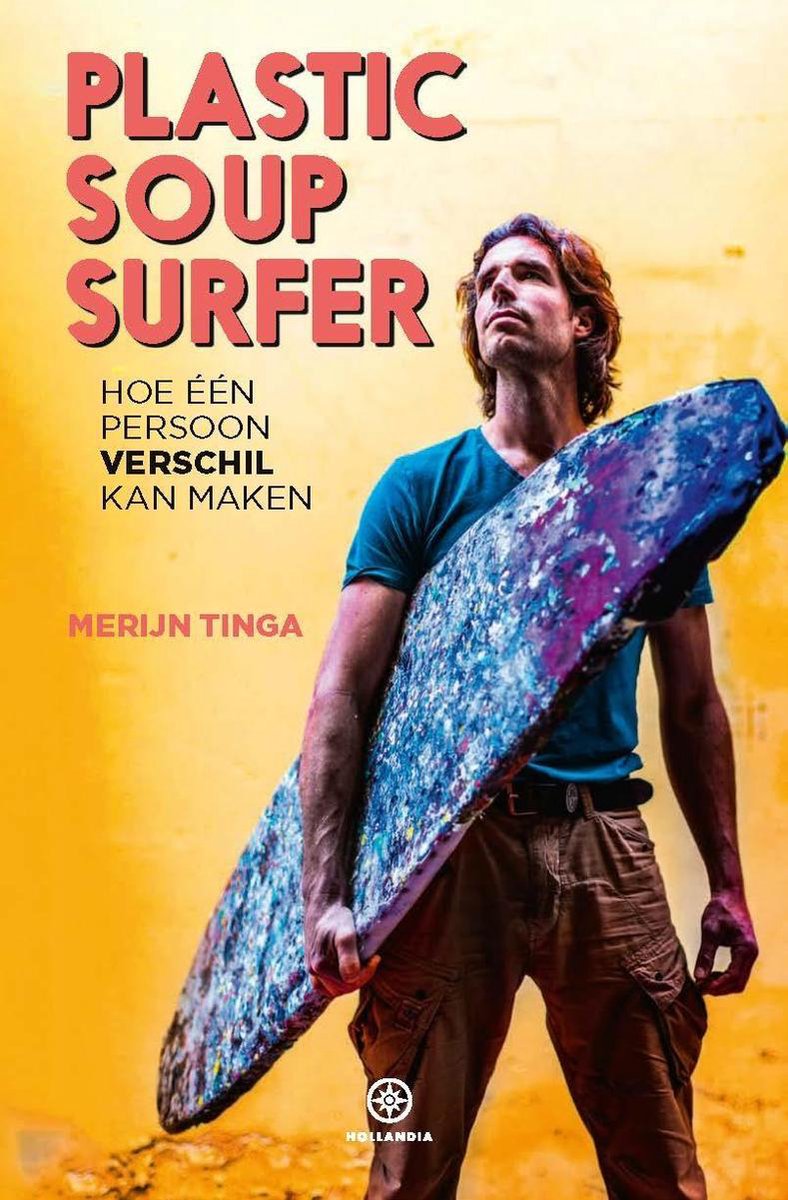 PLASTIC
SOUP
SURFER
HOE ÉÉN
PERSOON
VERSCHIL
KAN MAKEN
MERIJN TINGA
HOLLANDIA